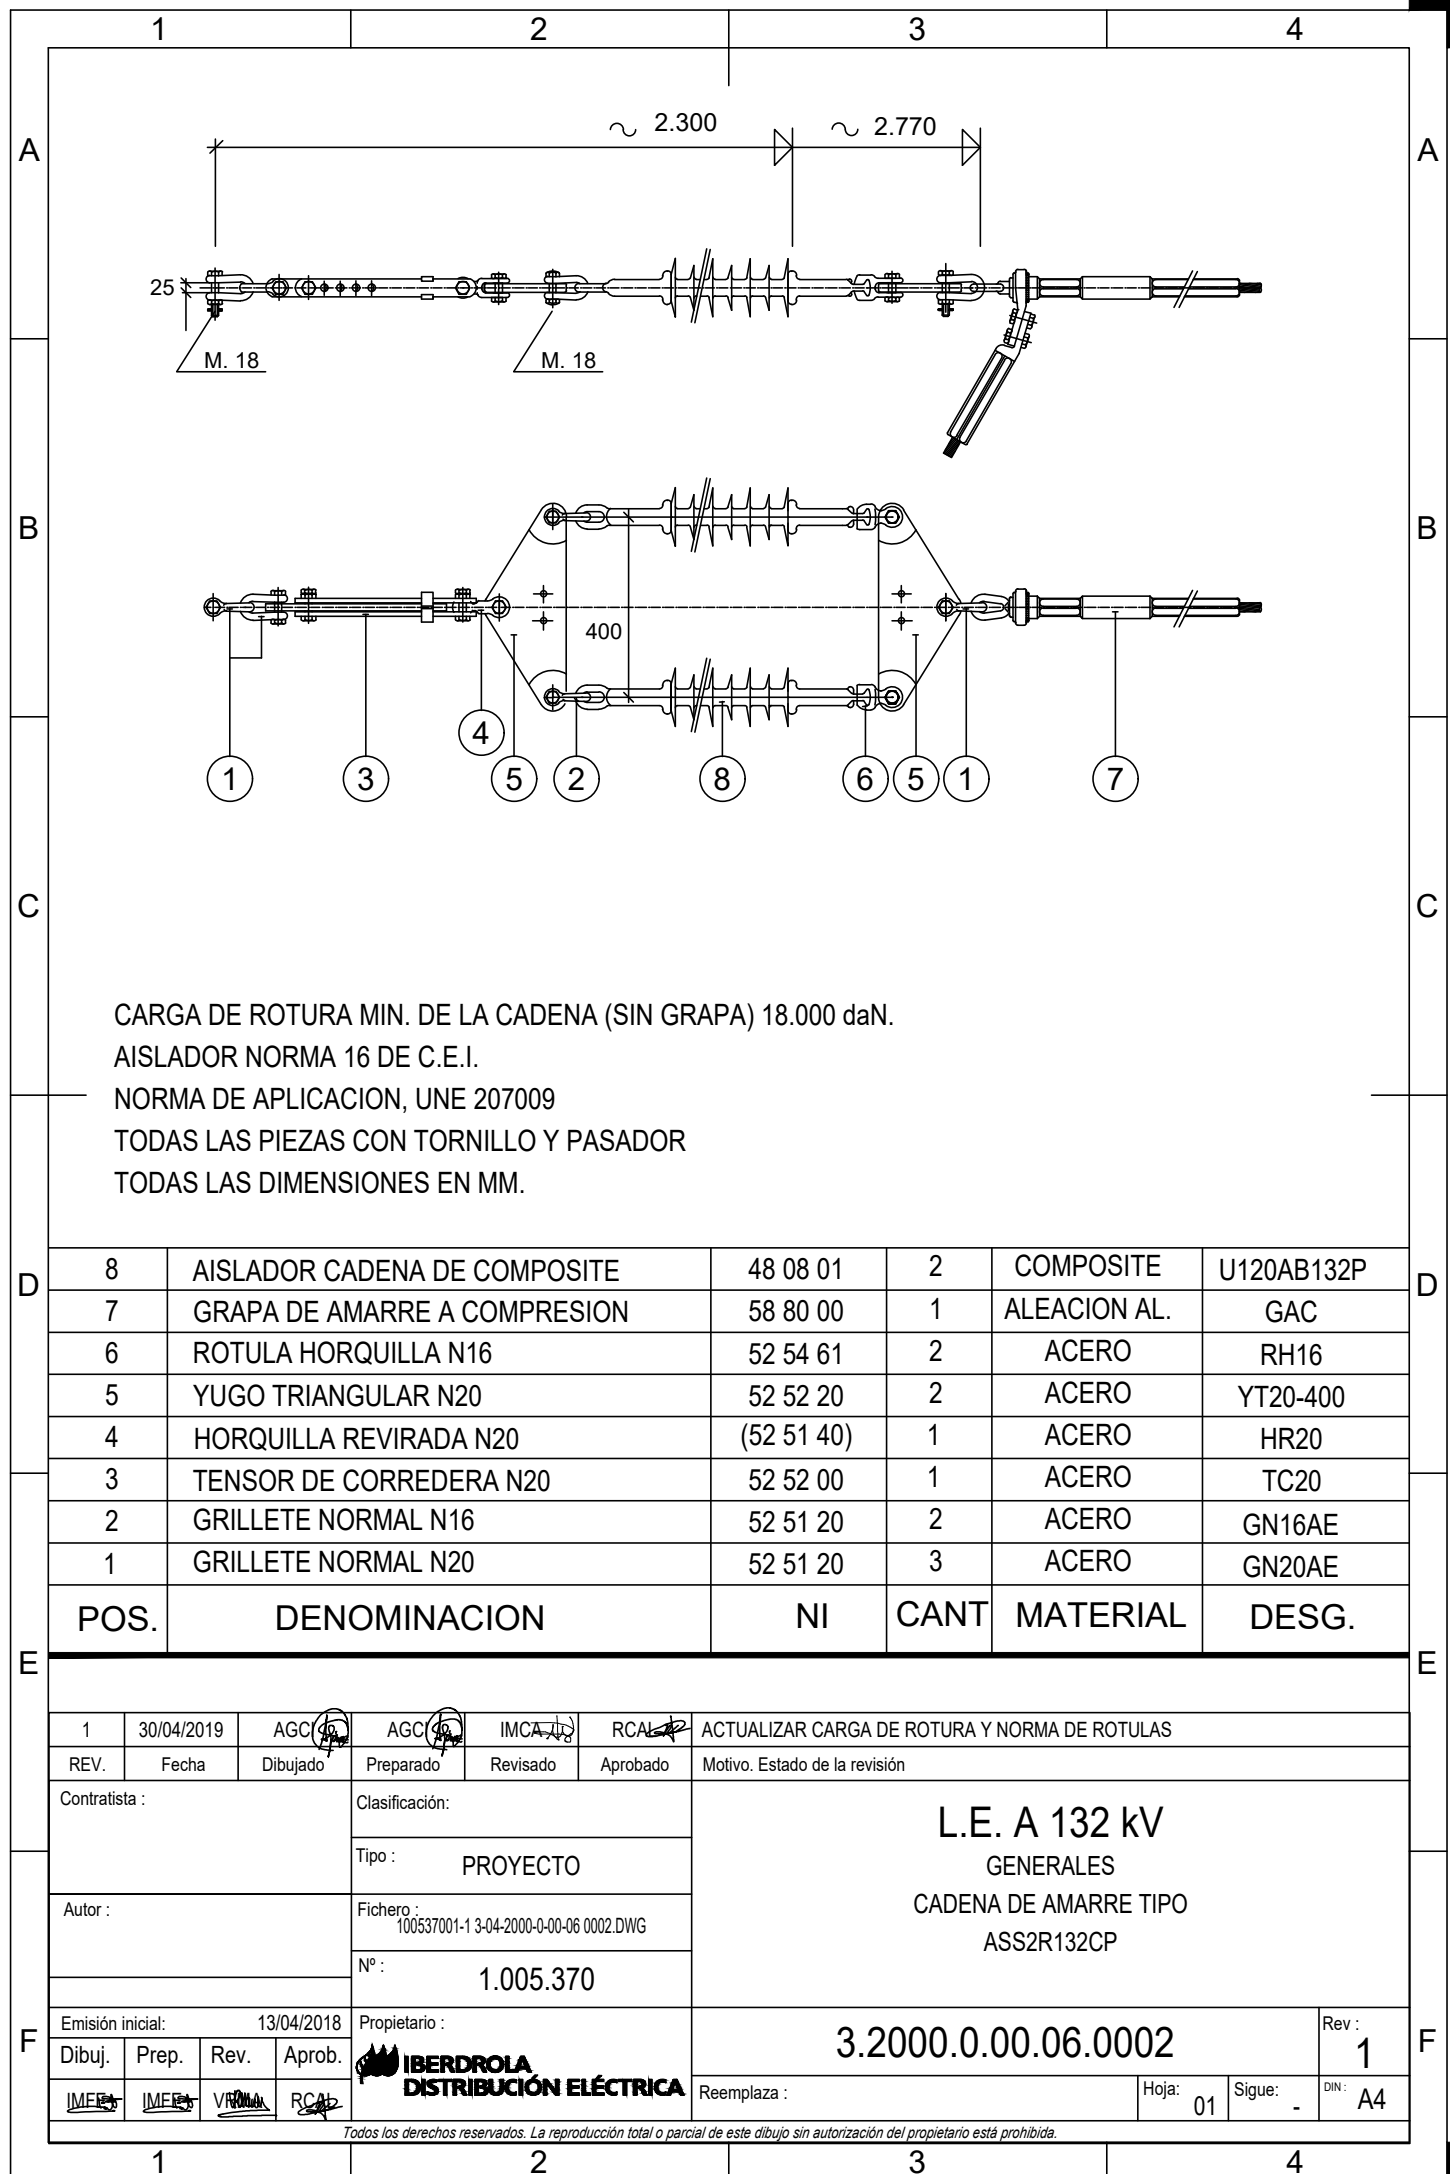 1 2 3 4
A A
2.300 2.770
25
M. 18 M. 18
B B
400
4
1 3 5 2 8 6 5 1 7
C C
CARGA DE ROTURA MIN. DE LA CADENA (SIN GRAPA) 18.000 daN.
AISLADOR NORMA 16 DE C.E.I.
NORMA DE APLICACION, UNE 207009
TODAS LAS PIEZAS CON TORNILLO Y PASADOR
TODAS LAS DIMENSIONES EN MM.
D D
8 AISLADOR CADENA DE COMPOSITE 48 08 01 2 COMPOSITE U120AB132P
7 GRAPA DE AMARRE A COMPRESION 58 80 00 1 ALEACION AL. GAC
6 ROTULA HORQUILLA N16 52 54 61 2 ACERO RH16
5 YUGO TRIANGULAR N20 52 52 20 2 ACERO YT20-400
4 HORQUILLA REVIRADA N20 (52 51 40) 1 ACERO HR20
3 TENSOR DE CORREDERA N20 52 52 00 1 ACERO TC20
2 GRILLETE NORMAL N16 52 51 20 2 ACERO GN16AE
1 GRILLETE NORMAL N20 52 51 20 3 ACERO GN20AE
POS. DENOMINACION NI CANT MATERIAL DESG.
E E
1 30/04/2019 IMCA RCAL ACTUALIZAR CARGA DE ROTURA Y NORMA DE ROTULAS
REV. Fecha Dibujado Preparado Revisado Aprobado Motivo. Estado de la revisión
Contratista : Clasificación:
L.E. A 132 kV
Tipo : PROYECTO
GENERALES
CADENA DE AMARRE TIPO
ASS2R132CP
Autor : Fichero :
100537001-1 3-04-2000-0-00-06 0002.DWG
Nº : 1.005.370
Emisión inicial: 13/04/2018 Propietario :
3.2000.0.00.06.0002 Rev : 1
F F
Dibuj. Prep. Rev. Aprob.
IBERDROLA
DISTRIBUCIÓN ELÉCTRICA
RCAL
Reemplaza : Hoja: 01 Sigue: - DIN : A4
Todos los derechos reservados. La reproducción total o parcial de este dibujo sin autorización del propietario está prohibida.
1 2 3 4